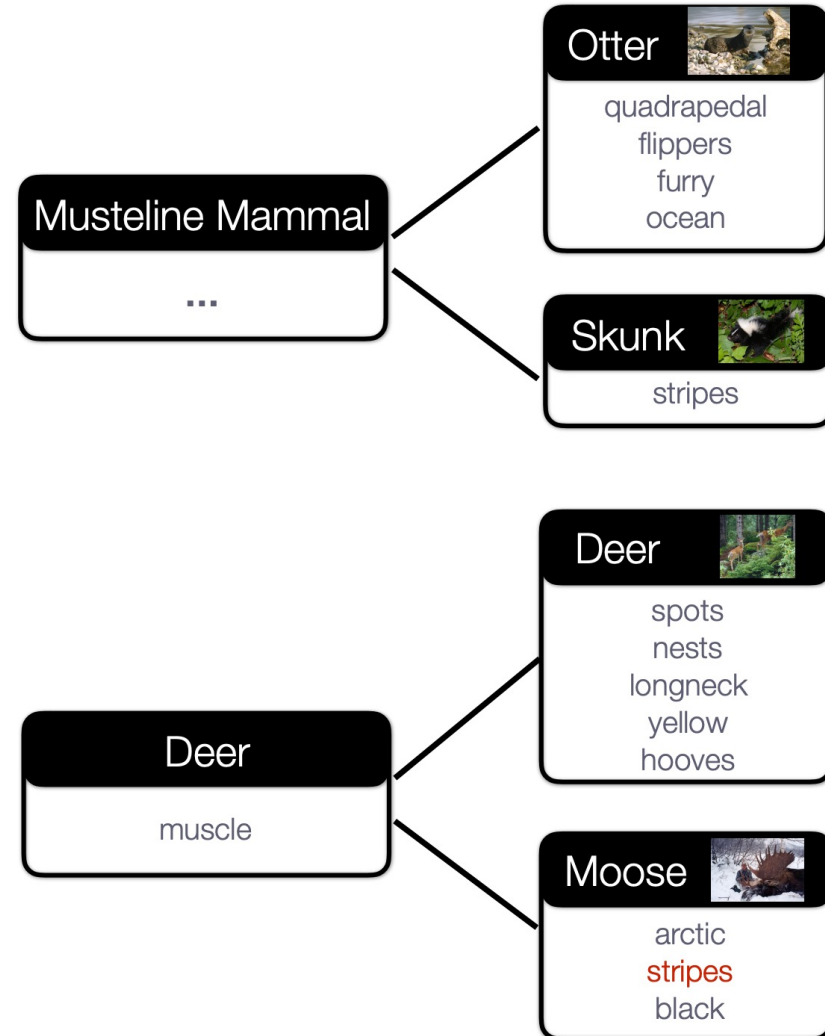 Otter
quadrapedal
flippers
furry
ocean
Musteline Mammal
...
Skunk
stripes
Deer
spots
nests
longneck
yellow
hooves
Deer
muscle
Moose
arctic
stripes
black